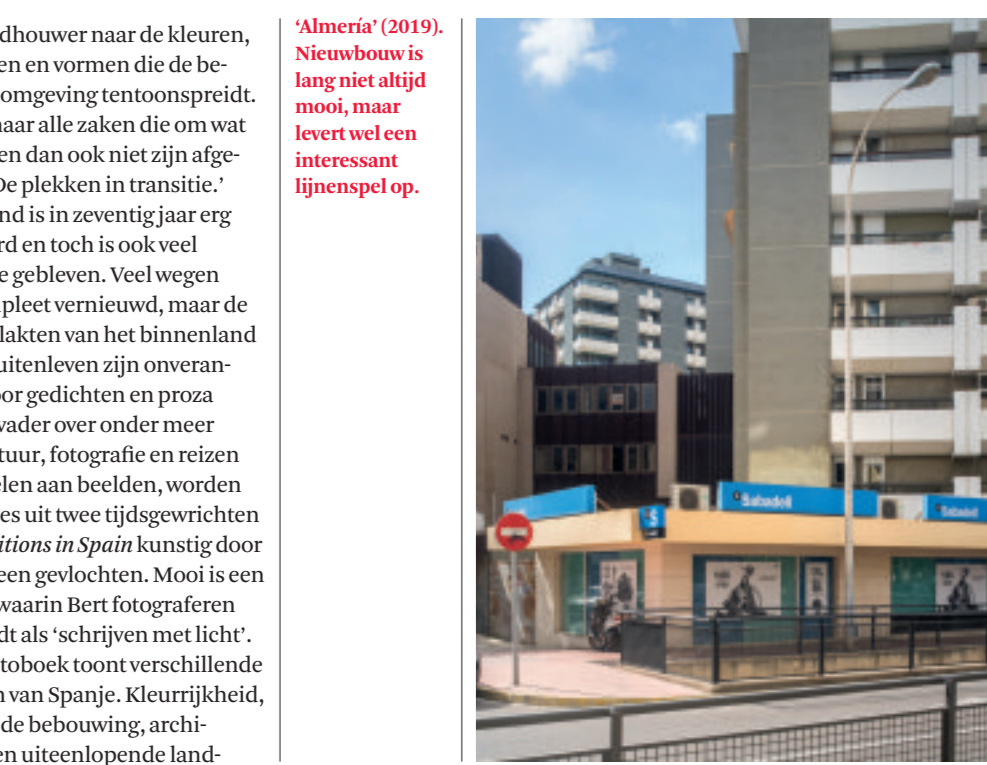 dhouwer naar de kleuren,
en en vormen die de be-
omgeving tentoonspreidt.
naar alle zaken die om wat
en dan ook niet zijn afge-
De plekken in transitie.’
nd is in zeventig jaar erg
rd en toch is ook veel
e gebleven. Veel wegen
pleet vernieuwd, maar de
lakten van het binnenland
uitenleven zijn onveran-
oor gedichten en proza
vader over onder meer
tuur, fotografie en reizen
elen aan beelden, worden
es uit twee tijdsgewrichten
itions in Spain kunstig door
een gevlochten. Mooi is een
waarin Bert fotograferen
dt als ‘schrijven met licht’.
toboek toont verschillende
n van Spanje. Kleurrijkheid,
de bebouwing, archi-
en uiteenlopende land-
‘Almería’ (2019).
Nieuwbouw is
lang niet altijd
mooi, maar
levert wel een
interessant
lijnenspel op.
Sabadell
S
Sabadell